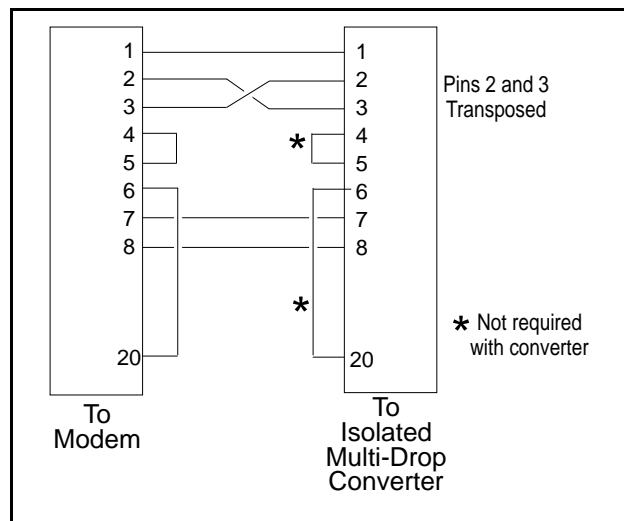 1 1
2 2
3 3
4 * 4
5 5
6 6
7 7
8 8
*
20 20
Pins 2 and 3
Transposed
* Not required
with converter
To
Modem
To
Isolated
Multi-Drop
Converter